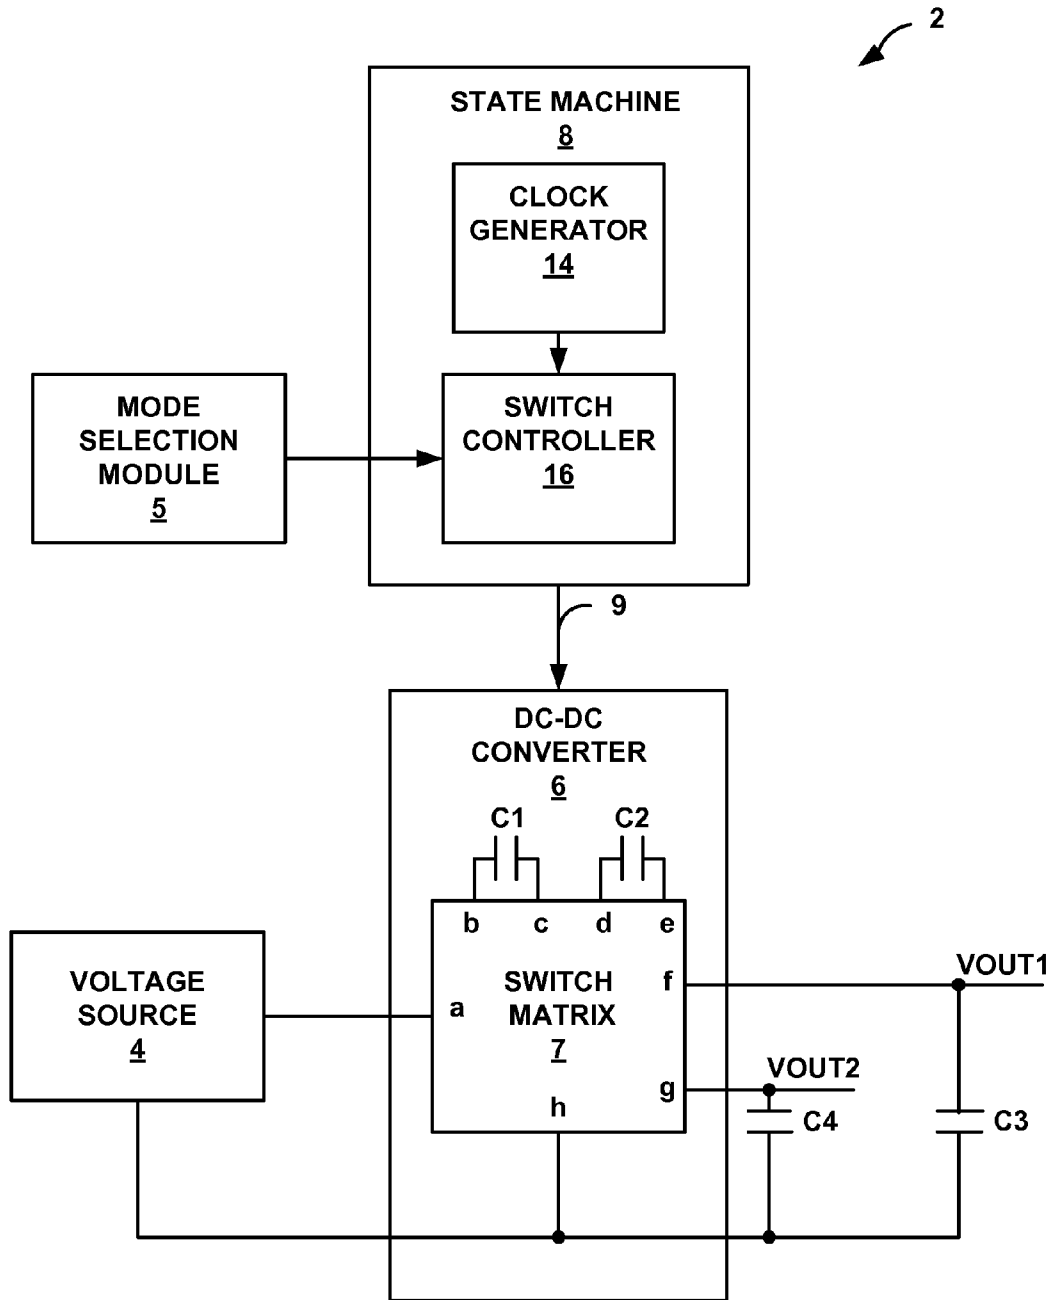 2
STATE MACHINE
8
CLOCK
GENERATOR
14
MODE
SELECTION
MODULE
5
SWITCH
CONTROLLER
16
9
DC-DC
CONVERTER
6
C1
C2
b
c
d
e
VOLTAGE
SOURCE
4
a
SWITCH
MATRIX
7
f
g
h
VOUT1
VOUT2
C4
C3